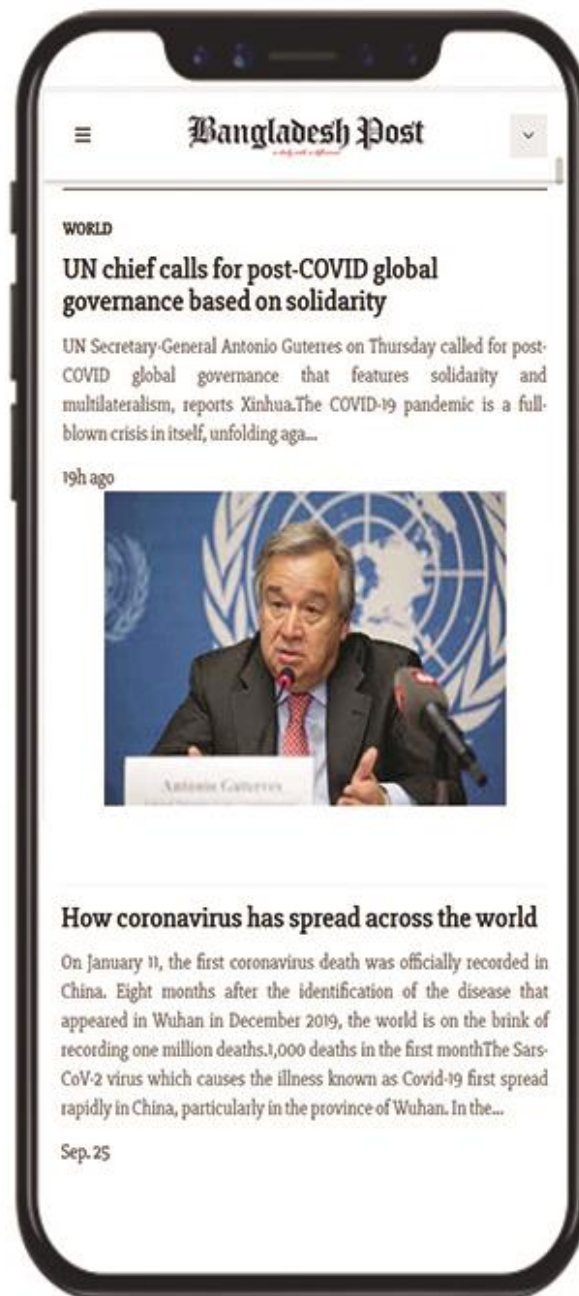 Bangladesh Post
WORLD
UN chief calls for post-COVID global
governance based on solidarity
UN Secretary-General Antonio Guterres on Thursday called for post-
COVID global governance that features solidarity and
multilateralism, reports Xinhua.The COVID-19 pandemic is a full-
blown crisis in itself, unfolding aga...
19h ago
Antonio Guterres
How coronavirus has spread across the world
On January 11, the first coronavirus death was officially recorded in
China. Eight months after the identification of the disease that
appeared in Wuhan in December 2019, the world is on the brink of
recording one million deaths.1,000 deaths in the first monthThe Sars-
CoV-2 virus which causes the illness known as Covid-19 first spread
rapidly in China, particularly in the province of Wuhan. In the...
Sep. 25